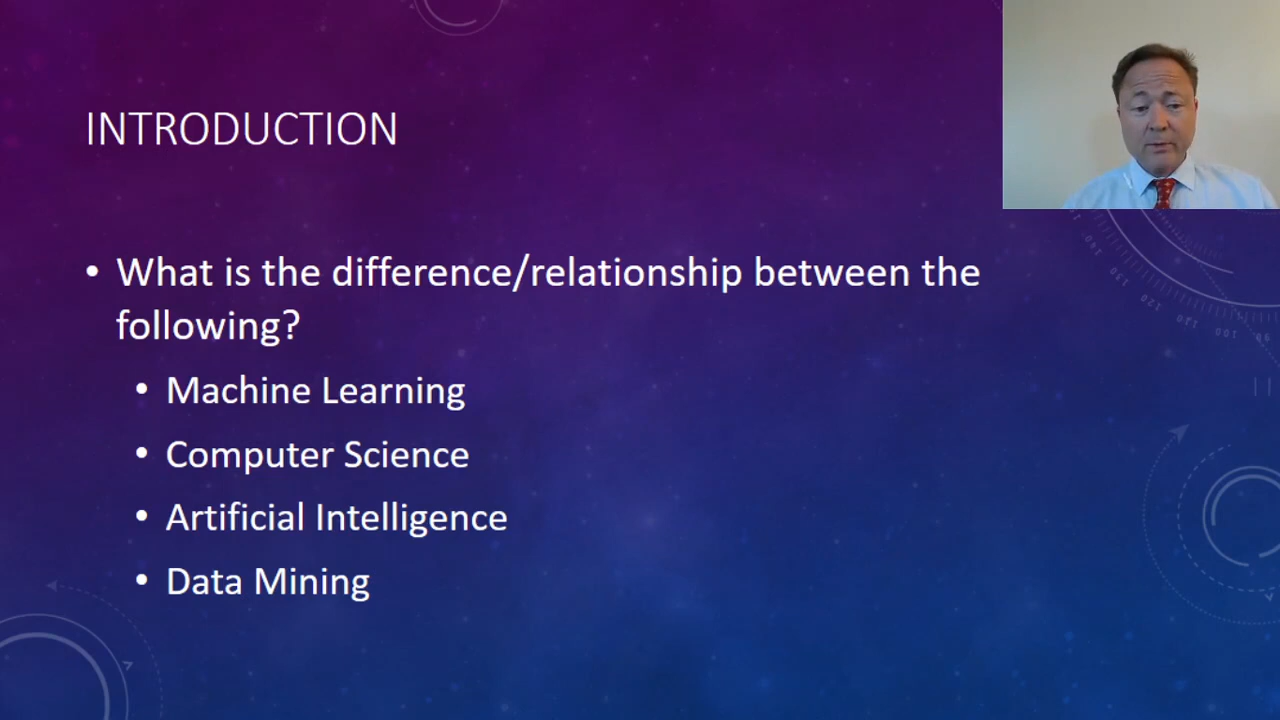 INTRODUCTION
• What is the difference/relationship between the
following?
• Machine Learning
• Computer Science
• Artificial Intelligence
• Data Mining